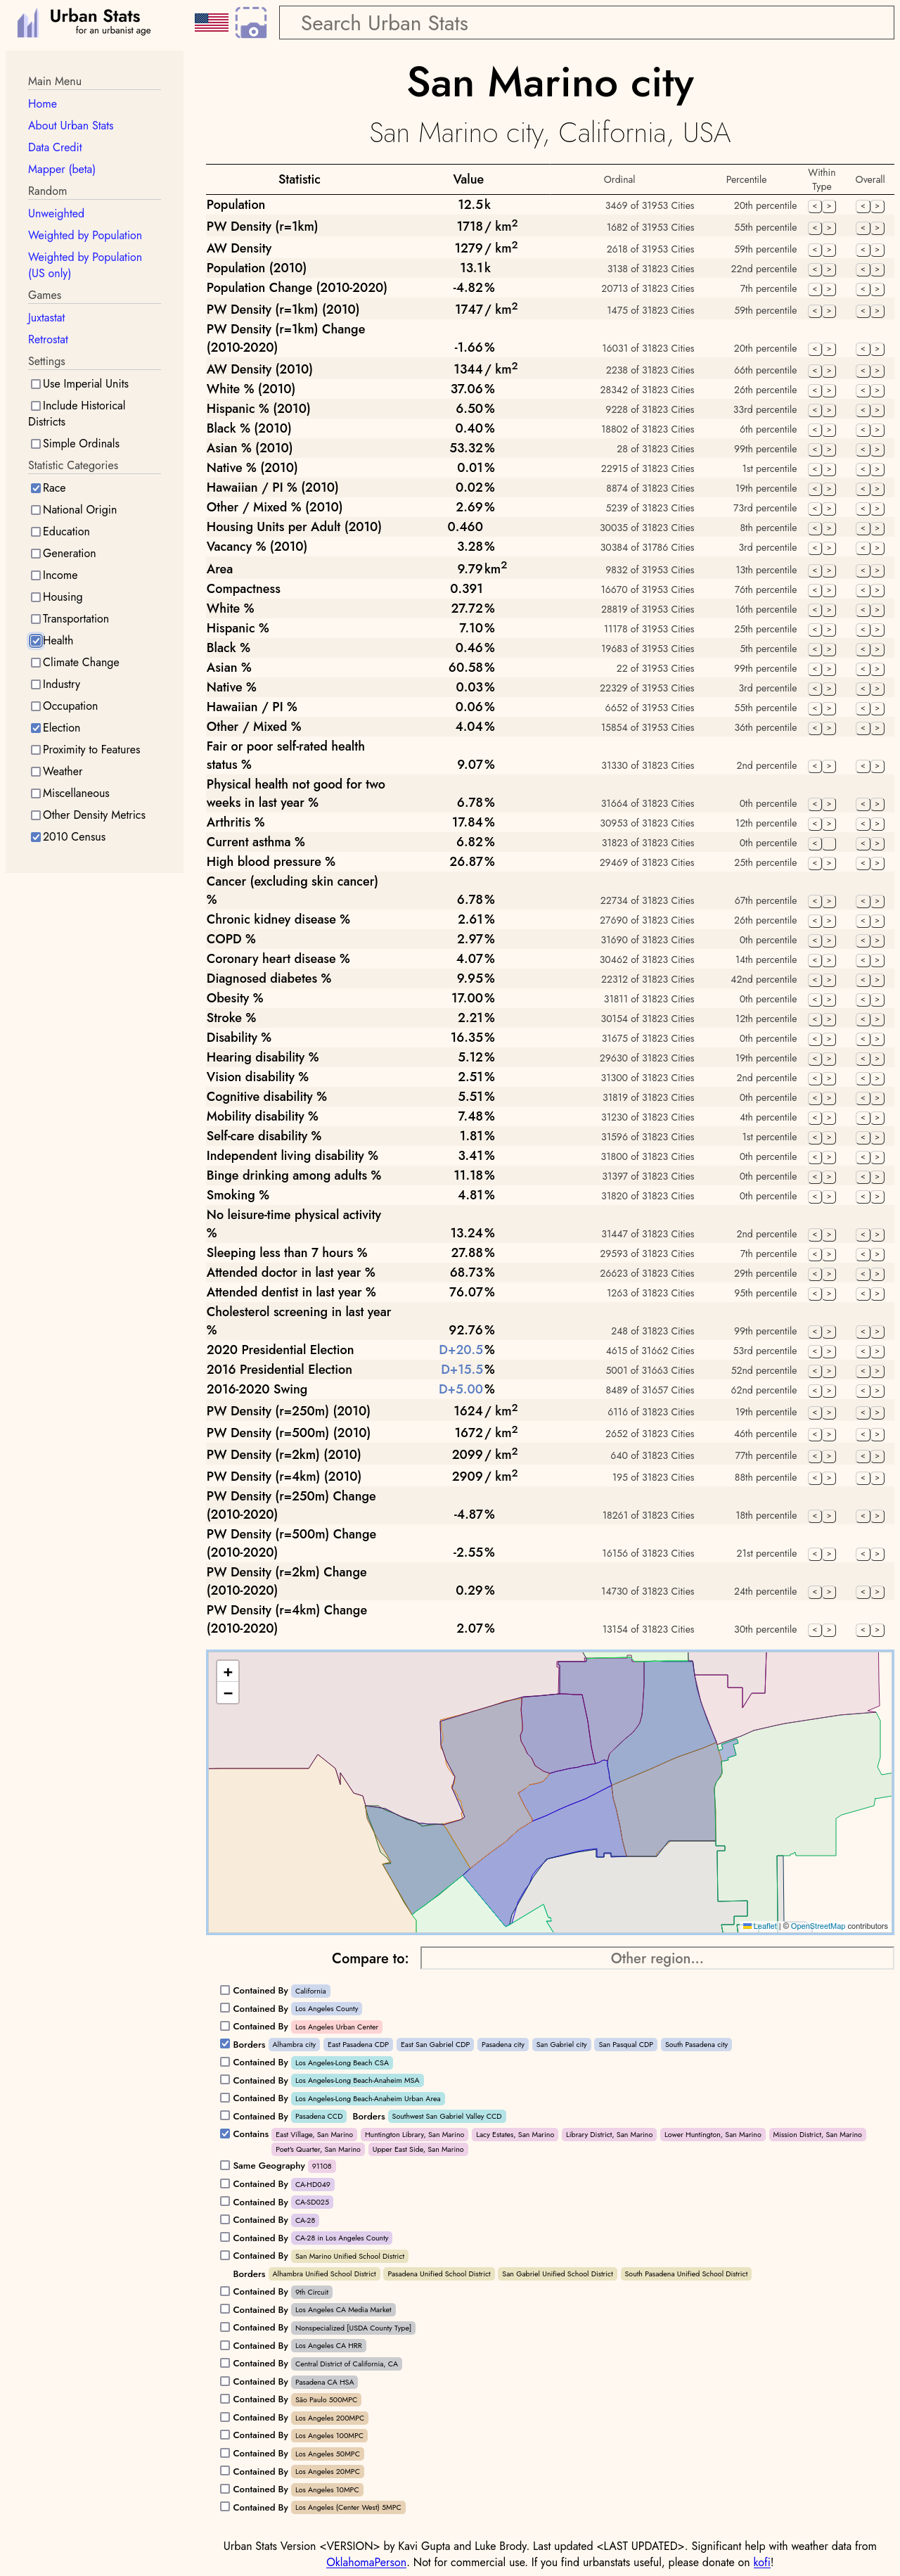 Urban Stats
for an urbanist age
Search Urban Stats
Main Menu
Home
About Urban Stats
Data Credit
Mapper (beta)
Random
Unweighted
Weighted by Population
Weighted by Population
(US only)
Games
Juxtastat
Retrostat
Settings
Use Imperial Units
Include Historical
Districts
Simple Ordinals
Statistic Categories
Race
National Origin
Education
Generation
Income
Housing
Transportation
Health
Climate Change
Industry
Occupation
Election
Proximity to Features
Weather
Miscellaneous
Other Density Metrics
2010 Census
San Marino city
San Marino city, California, USA
Statistic Value Ordinal Percentile Within Type Overall
Population 12.5k 3469 of 31953 Cities 20th percentile < > < >
PW Density (r=1km) 1718 / km² 1682 of 31953 Cities 55th percentile < > < >
AW Density 1279 / km² 2618 of 31953 Cities 59th percentile < > < >
Population (2010) 13.1k 3138 of 31823 Cities 22nd percentile < > < >
Population Change (2010-2020) -4.82% 20713 of 31823 Cities 7th percentile < > < >
PW Density (r=1km) (2010) 1747 / km² 1475 of 31823 Cities 59th percentile < > < >
PW Density (r=1km) Change
(2010-2020) -1.66% 16031 of 31823 Cities 20th percentile < > < >
AW Density (2010) 1344 / km² 2238 of 31823 Cities 66th percentile < > < >
White % (2010) 37.06% 28342 of 31823 Cities 26th percentile < > < >
Hispanic % (2010) 6.50% 9228 of 31823 Cities 33rd percentile < > < >
Black % (2010) 0.40% 18802 of 31823 Cities 6th percentile < > < >
Asian % (2010) 53.32% 28 of 31823 Cities 99th percentile < > < >
Native % (2010) 0.01% 22915 of 31823 Cities 1st percentile < > < >
Hawaiian / PI % (2010) 0.02% 8874 of 31823 Cities 19th percentile < > < >
Other / Mixed % (2010) 2.69% 5239 of 31823 Cities 73rd percentile < > < >
Housing Units per Adult (2010) 0.460 30035 of 31823 Cities 8th percentile < > < >
Vacancy % (2010) 3.28% 30384 of 31786 Cities 3rd percentile < > < >
Area 9.79km² 9832 of 31953 Cities 13th percentile < > < >
Compactness 0.391 16670 of 31953 Cities 76th percentile < > < >
White % 27.72% 28819 of 31953 Cities 16th percentile < > < >
Hispanic % 7.10% 11178 of 31953 Cities 25th percentile < > < >
Black % 0.46% 19683 of 31953 Cities 5th percentile < > < >
Asian % 60.58% 22 of 31953 Cities 99th percentile < > < >
Native % 0.03% 22329 of 31953 Cities 3rd percentile < > < >
Hawaiian / PI % 0.06% 6652 of 31953 Cities 55th percentile < > < >
Other / Mixed % 4.04% 15854 of 31953 Cities 36th percentile < > < >
Fair or poor self-rated health
status % 9.07% 31330 of 31823 Cities 2nd percentile < > < >
Physical health not good for two
weeks in last year % 6.78% 31664 of 31823 Cities 0th percentile < > < >
Arthritis % 17.84% 30953 of 31823 Cities 12th percentile < > < >
Current asthma % 6.82% 31823 of 31823 Cities 0th percentile < < >
High blood pressure % 26.87% 29469 of 31823 Cities 25th percentile < > < >
Cancer (excluding skin cancer)
% 6.78% 22734 of 31823 Cities 67th percentile < > < >
Chronic kidney disease % 2.61% 27690 of 31823 Cities 26th percentile < > < >
COPD % 2.97% 31690 of 31823 Cities 0th percentile < > < >
Coronary heart disease % 4.07% 30462 of 31823 Cities 14th percentile < > < >
Diagnosed diabetes % 9.95% 22312 of 31823 Cities 42nd percentile < > < >
Obesity % 17.00% 31811 of 31823 Cities 0th percentile < > < >
Stroke % 2.21% 30154 of 31823 Cities 12th percentile < > < >
Disability % 16.35% 31675 of 31823 Cities 0th percentile < > < >
Hearing disability % 5.12% 29630 of 31823 Cities 19th percentile < > < >
Vision disability % 2.51% 31300 of 31823 Cities 2nd percentile < > < >
Cognitive disability % 5.51% 31819 of 31823 Cities 0th percentile < > < >
Mobility disability % 7.48% 31230 of 31823 Cities 4th percentile < > < >
Self-care disability % 1.81% 31596 of 31823 Cities 1st percentile < > < >
Independent living disability % 3.41% 31800 of 31823 Cities 0th percentile < > < >
Binge drinking among adults % 11.18% 31397 of 31823 Cities 0th percentile < > < >
Smoking % 4.81% 31820 of 31823 Cities 0th percentile < > < >
No leisure-time physical activity
% 13.24% 31447 of 31823 Cities 2nd percentile < > < >
Sleeping less than 7 hours % 27.88% 29593 of 31823 Cities 7th percentile < > < >
Attended doctor in last year % 68.73% 26623 of 31823 Cities 29th percentile < > < >
Attended dentist in last year % 76.07% 1263 of 31823 Cities 95th percentile < > < >
Cholesterol screening in last year
% 92.76% 248 of 31823 Cities 99th percentile < > < >
2020 Presidential Election D+20.5% 4615 of 31662 Cities 53rd percentile < > < >
2016 Presidential Election D+15.5% 5001 of 31663 Cities 52nd percentile < > < >
2016-2020 Swing D+5.00% 8489 of 31657 Cities 62nd percentile < > < >
PW Density (r=250m) (2010) 1624 / km² 6116 of 31823 Cities 19th percentile < > < >
PW Density (r=500m) (2010) 1672 / km² 2652 of 31823 Cities 46th percentile < > < >
PW Density (r=2km) (2010) 2099 / km² 640 of 31823 Cities 77th percentile < > < >
PW Density (r=4km) (2010) 2909 / km² 195 of 31823 Cities 88th percentile < > < >
PW Density (r=250m) Change
(2010-2020) -4.87% 18261 of 31823 Cities 18th percentile < > < >
PW Density (r=500m) Change
(2010-2020) -2.55% 16156 of 31823 Cities 21st percentile < > < >
PW Density (r=2km) Change
(2010-2020) 0.29% 14730 of 31823 Cities 24th percentile < > < >
PW Density (r=4km) Change
(2010-2020) 2.07% 13154 of 31823 Cities 30th percentile < > < >
+
−
Leaflet | © OpenStreetMap contributors
Compare to: Other region...
Contained By California
Contained By Los Angeles County
Contained By Los Angeles Urban Center
Borders Alhambra city East Pasadena CDP East San Gabriel CDP Pasadena city San Gabriel city San Pasqual CDP South Pasadena city
Contained By Los Angeles-Long Beach CSA
Contained By Los Angeles-Long Beach-Anaheim MSA
Contained By Los Angeles-Long Beach-Anaheim Urban Area
Contained By Pasadena CCD Borders Southwest San Gabriel Valley CCD
Contains East Village, San Marino Huntington Library, San Marino Lacy Estates, San Marino Library District, San Marino Lower Huntington, San Marino Mission District, San Marino
Poet's Quarter, San Marino Upper East Side, San Marino
Same Geography 91108
Contained By CA-HD049
Contained By CA-SD025
Contained By CA-28
Contained By CA-28 in Los Angeles County
Contained By San Marino Unified School District
Borders Alhambra Unified School District Pasadena Unified School District San Gabriel Unified School District South Pasadena Unified School District
Contained By 9th Circuit
Contained By Los Angeles CA Media Market
Contained By Nonspecialized [USDA County Type]
Contained By Los Angeles CA HRR
Contained By Central District of California, CA
Contained By Pasadena CA HSA
Contained By São Paulo 500MPC
Contained By Los Angeles 200MPC
Contained By Los Angeles 100MPC
Contained By Los Angeles 50MPC
Contained By Los Angeles 20MPC
Contained By Los Angeles 10MPC
Contained By Los Angeles (Center West) 5MPC
Urban Stats Version <VERSION> by Kavi Gupta and Luke Brody. Last updated <LAST UPDATED>. Significant help with weather data from
OklahomaPerson. Not for commercial use. If you find urbanstats useful, please donate on kofi!